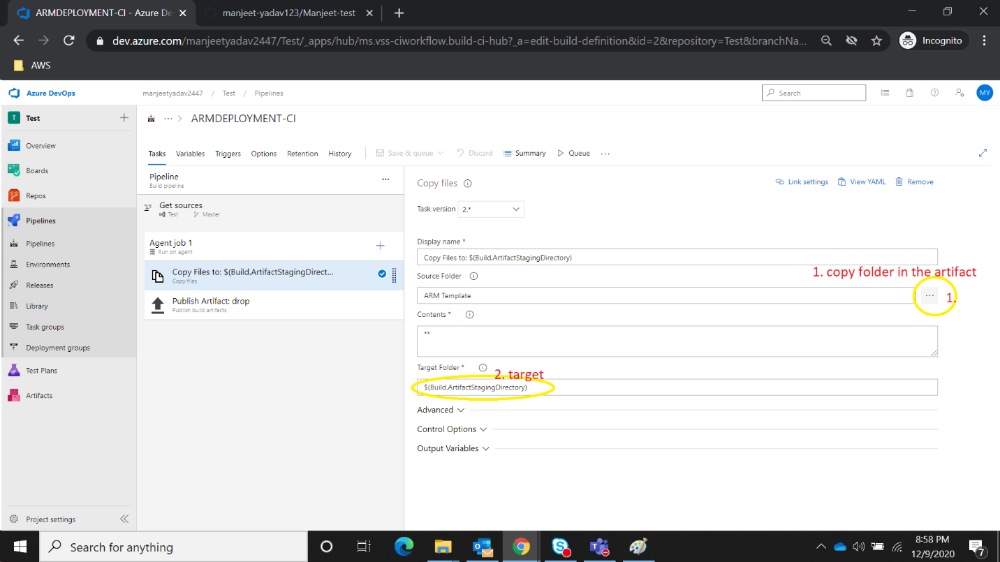 ARMDEPLOYMENT-CI - Azure De
manjeet-yadav123/Manjeet-test
dev.azure.com/manjeetyadav2447/Test/_apps/hub/ms.vss-ciworkflow.build-ci-hub?_a=edit-build-definition&id=2&repository=Test&branchNa...
Incognito
AWS
Azure DevOps
manjeetyadav2447 / Test / Pipelines
Search
MY
T Test
ARMDEPLOYMENT-CI
Overview
Boards
Repos
Pipelines
Pipelines
Environments
Releases
Library
Task groups
Deployment groups
Test Plans
Artifacts
Project settings
Tasks Variables Triggers Options Retention History Save & queue Discard Summary Queue ...
Pipeline
Build pipeline
Get sources
Test Master
Agent job 1
Run on agent
Copy Files to: $(Build.ArtifactStagingDirect...
Copy files
Publish Artifact: drop
Publish build artifacts
Copy files
Link settings View YAML Remove
Task version 2.*
Display name *
Copy Files to: $(Build.ArtifactStagingDirectory)
1. copy folder in the artifact
Source Folder
ARM Template
... 1.
Contents *
**
Target Folder *
2. target
$(Build.ArtifactStagingDirectory)
Advanced
Control Options
Output Variables
Search for anything
8:58 PM
12/9/2020
7